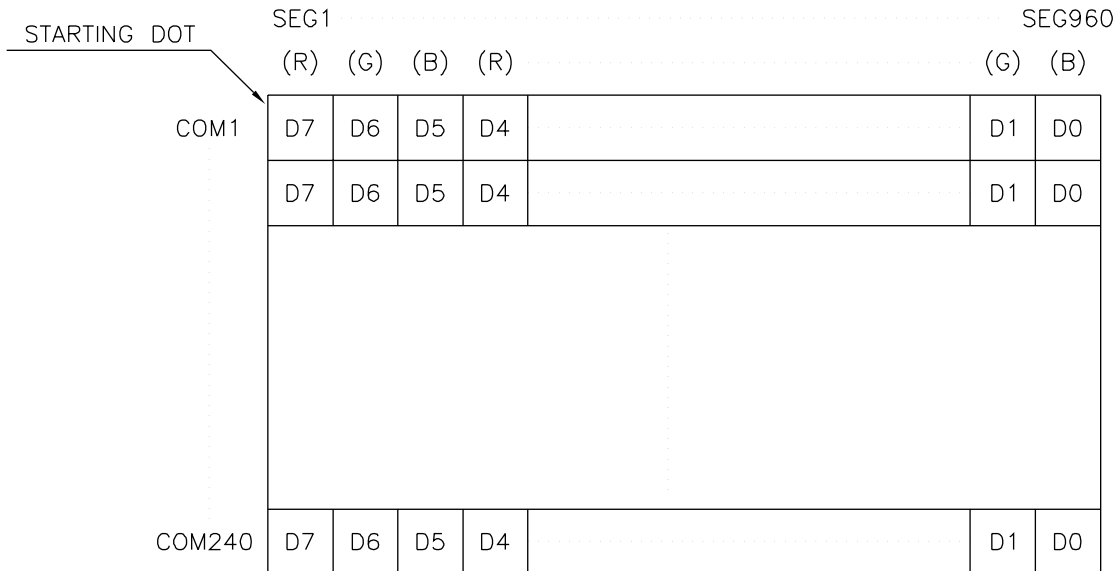 SEG1 SEG960
STARTING DOT
(R) (G) (B) (R) (G) (B)
COM1 D7 D6 D5 D4 D1 D0
D7 D6 D5 D4 D1 D0
COM240 D7 D6 D5 D4 D1 D0